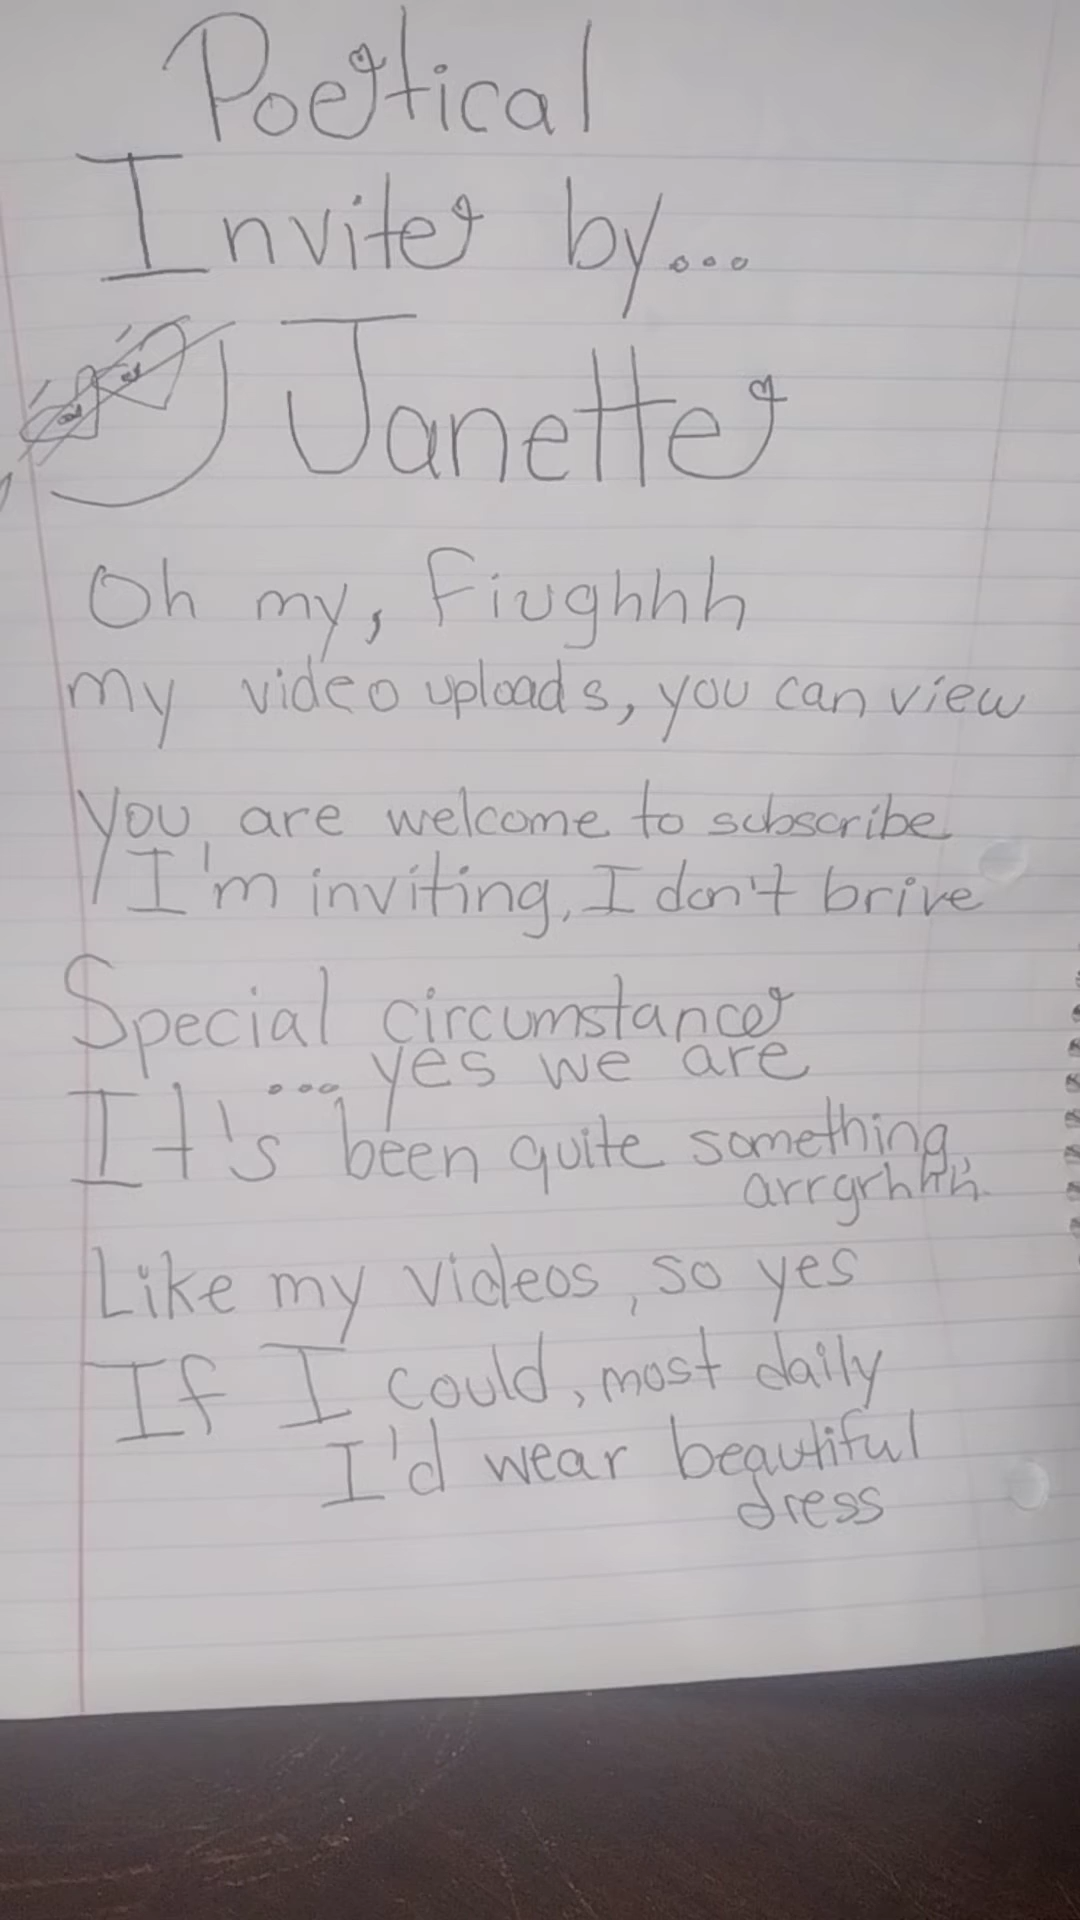 Poetical
Invite by...
Janette
Oh my, Fiughhh
my video uploads, you can view
You are welcome to subscribe
I'm inviting, I don't brive
Special circumstance
... yes we are
It's been quite something
arrgrhhh
Like my videos, so yes
If I could, most daily
I'd wear beautiful
dress